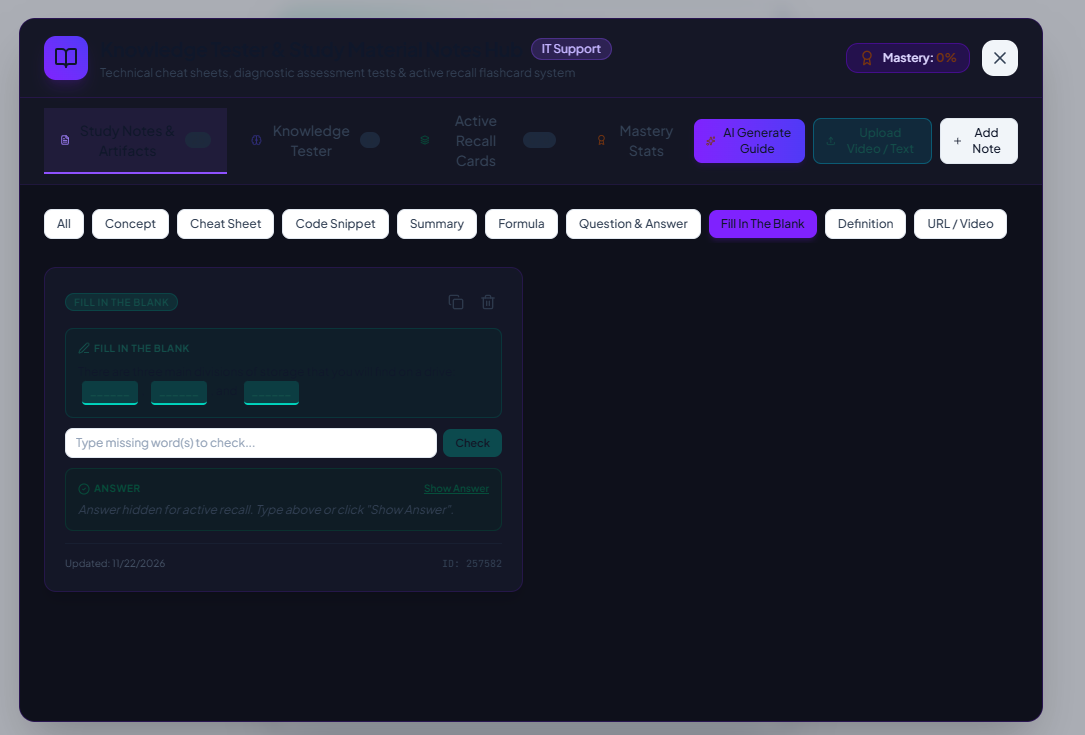 IT Support
Technical cheat sheets, diagnostic assessment tests & active recall flashcard system
Mastery: 0%
Study Notes &
Artifacts
Knowledge
Tester
Active
Recall
Cards
Mastery
Stats
AI Generate
Guide
Upload
Video / Text
Add
Note
All
Concept
Cheat Sheet
Code Snippet
Summary
Formula
Question & Answer
Fill In The Blank
Definition
URL / Video
FILL IN THE BLANK
FILL IN THE BLANK
Type missing word(s) to check...
Check
ANSWER
Show Answer
Answer hidden for active recall. Type above or click "Show Answer".
Updated: 11/22/2026
ID: 257582